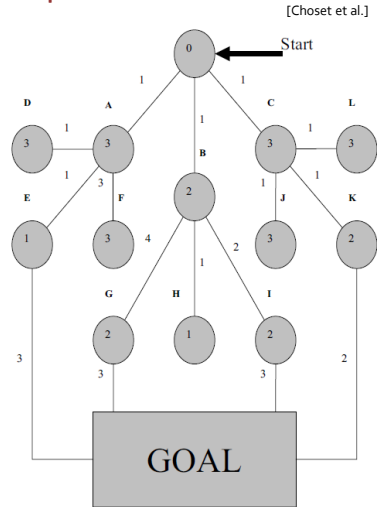 [Choset et al.]
Start
0
1 1
1
D A C L
1 1
B
3 3 3 3
1 3 1 1
E F J K
2
1 3 3 2
4 2
1
G H I
2 1 2
3 3 3 2
GOAL